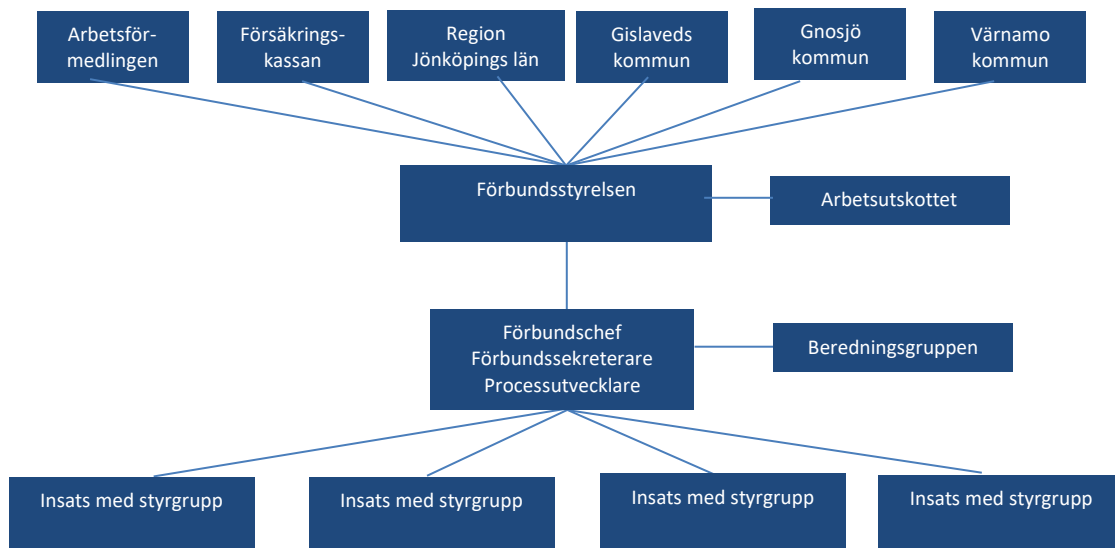 Arbetsför-
medlingen
Försäkrings-
kassan
Region
Jönköpings län
Gislaveds
kommun
Gnosjö
kommun
Värnamo
kommun
Förbundsstyrelsen
Arbetsutskottet
Förbundschef
Förbundssekreterare
Processutvecklare
Beredningsgruppen
Insats med styrgrupp
Insats med styrgrupp
Insats med styrgrupp
Insats med styrgrupp